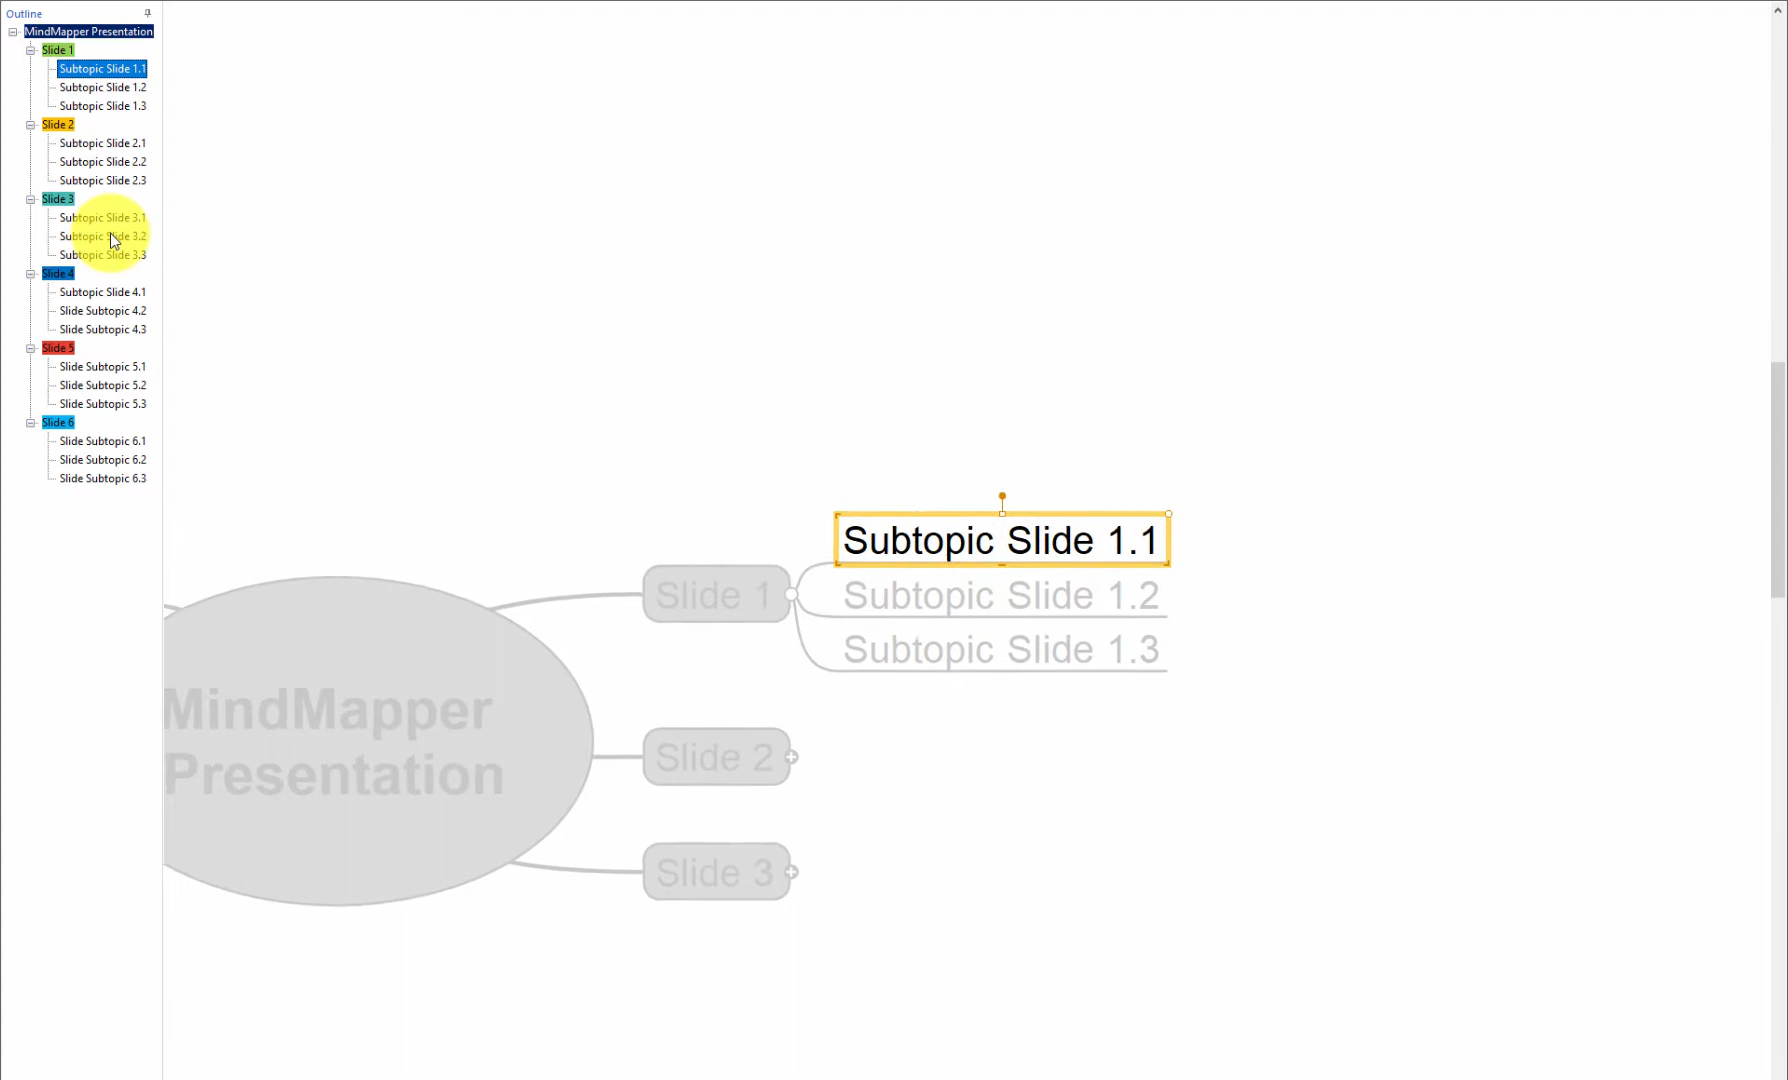 Outline
MindMapper Presentation
Slide 1
Subtopic Slide 1.1
Subtopic Slide 1.2
Subtopic Slide 1.3
Slide 2
Subtopic Slide 2.1
Subtopic Slide 2.2
Subtopic Slide 2.3
Slide 3
Subtopic Slide 3.1
Subtopic Slide 3.2
Subtopic Slide 3.3
Slide 4
Subtopic Slide 4.1
Slide Subtopic 4.2
Slide Subtopic 4.3
Slide 5
Slide Subtopic 5.1
Slide Subtopic 5.2
Slide Subtopic 5.3
Slide 6
Slide Subtopic 6.1
Slide Subtopic 6.2
Slide Subtopic 6.3
MindMapper
Presentation
Slide 1
Subtopic Slide 1.1
Subtopic Slide 1.2
Subtopic Slide 1.3
Slide 2
Slide 3